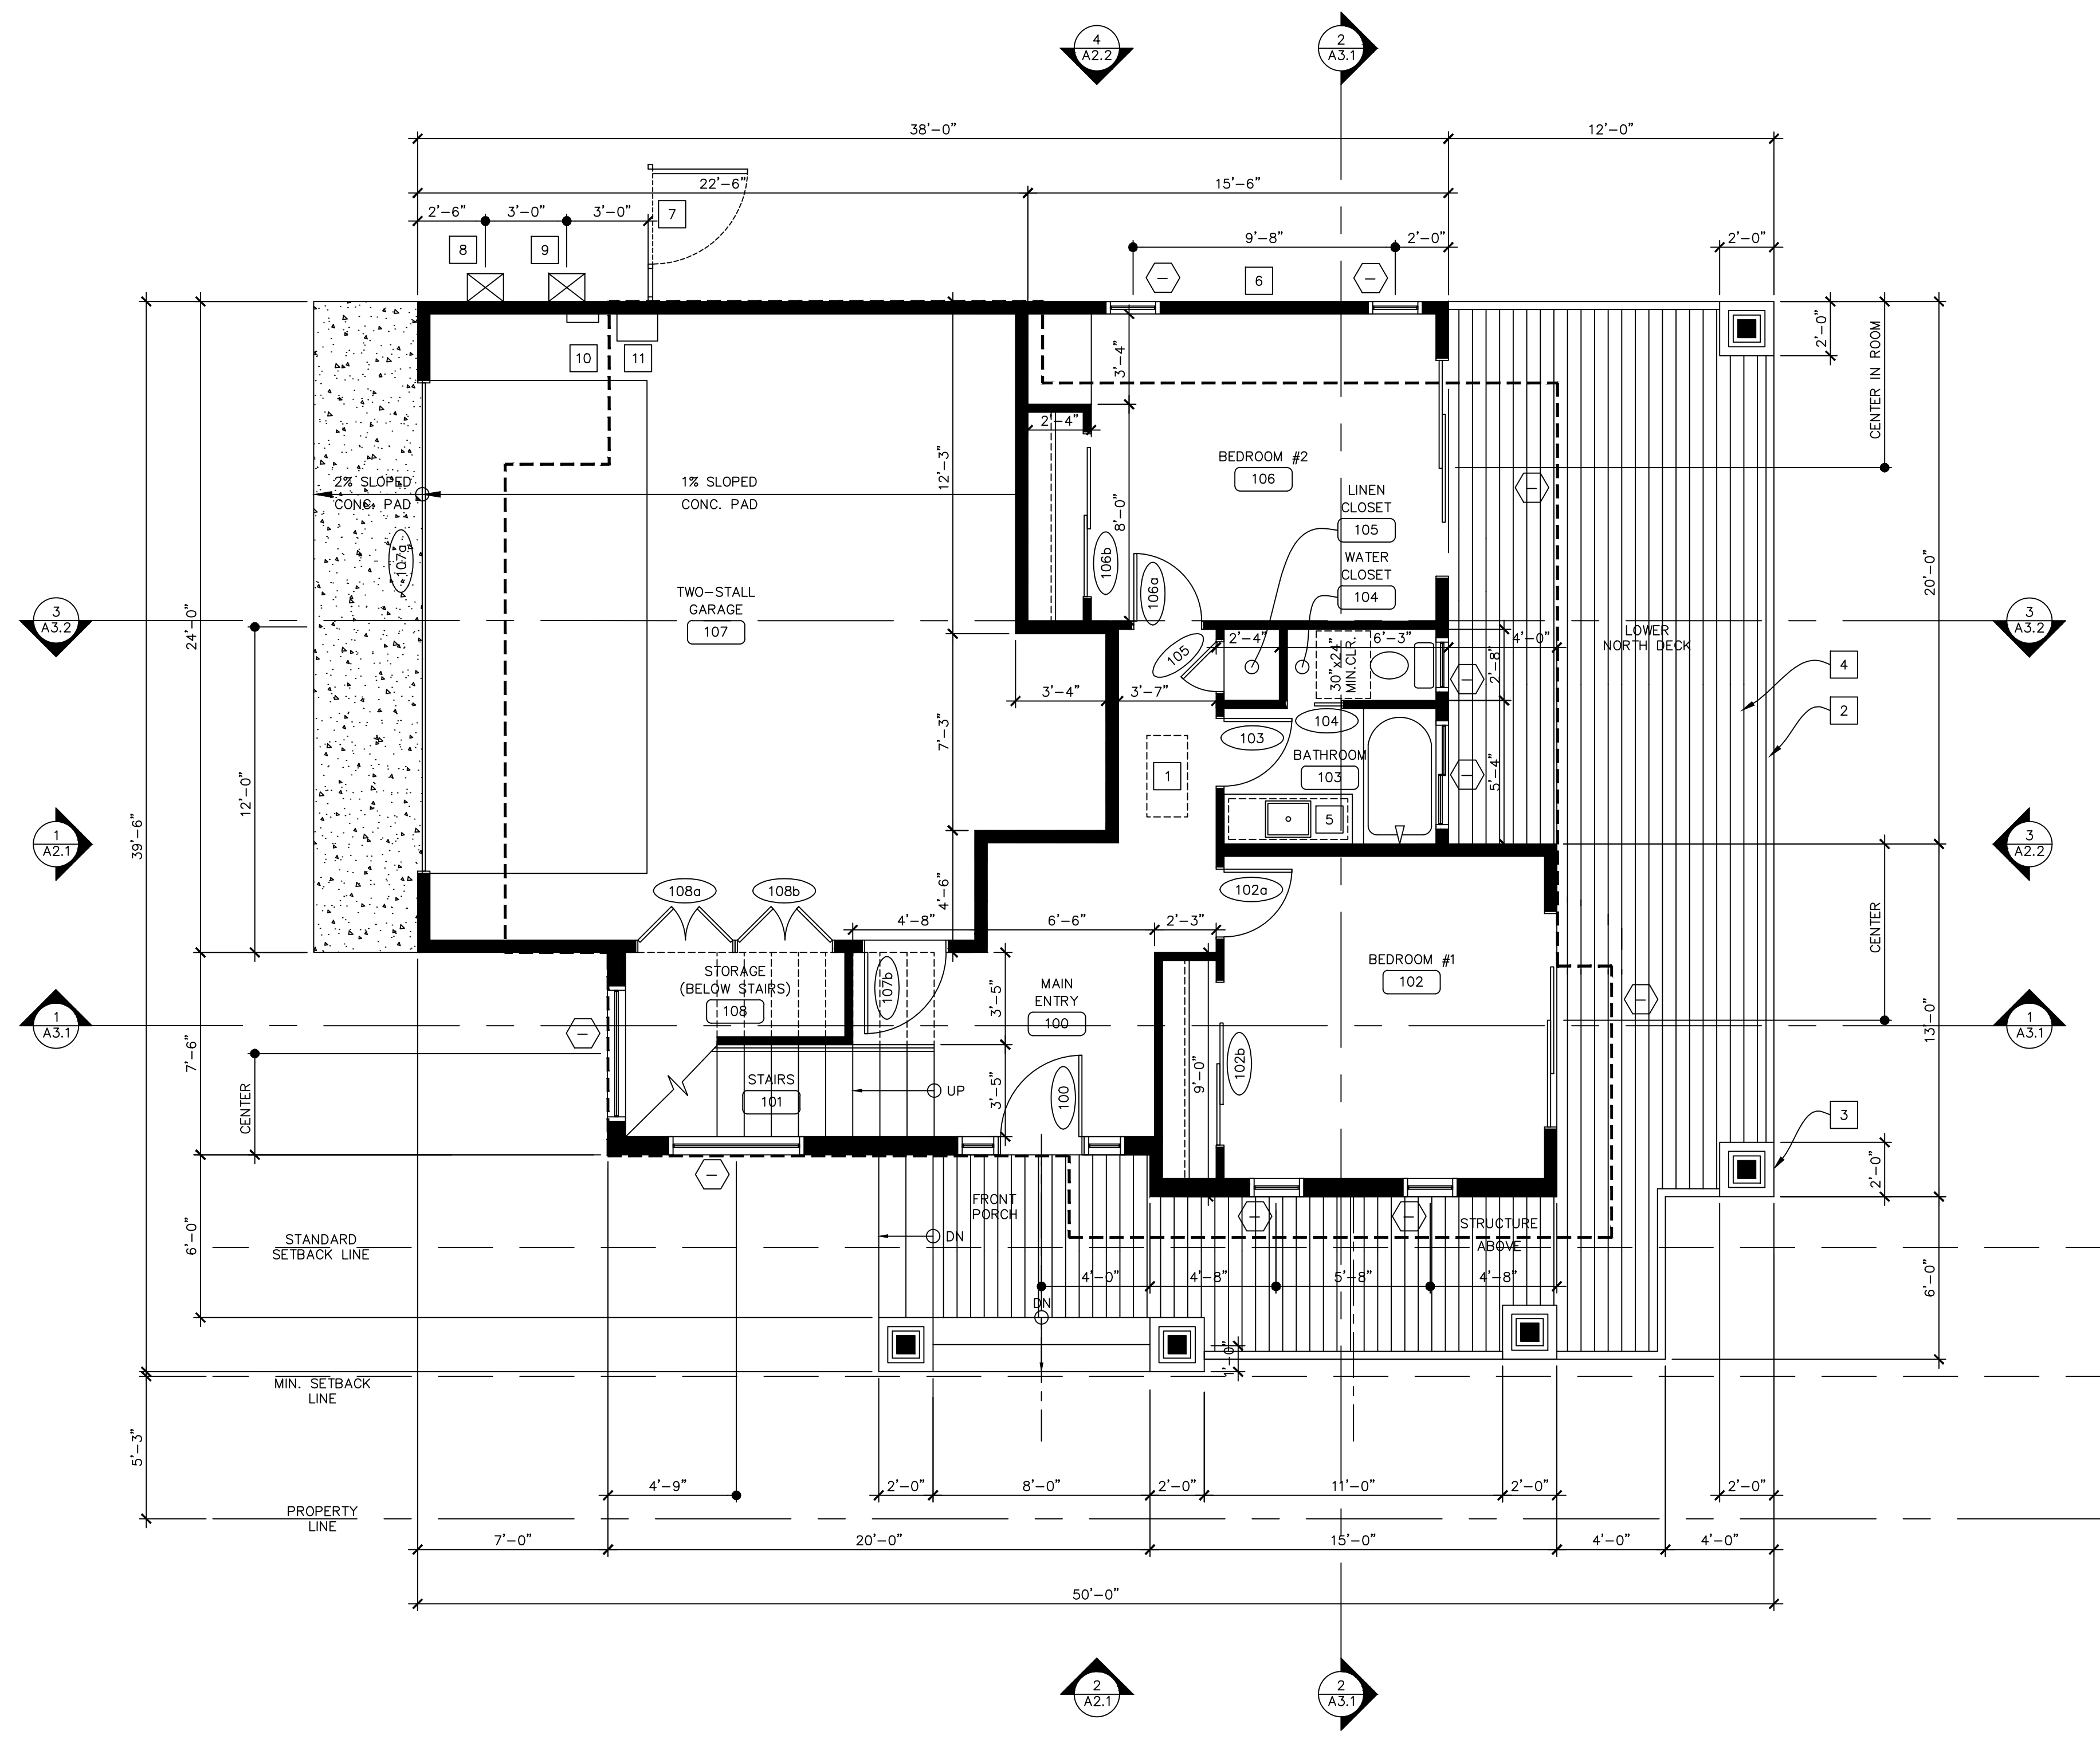 4
A2.2
2
A3.1
38'-0"
12'-0"
22'-6"
15'-6"
2'-6"
3'-0"
3'-0"
7
8
9
9'-8"
2'-0"
2'-0"
6
2'-0"
CENTER IN ROOM
10
11
3'-4"
2'-4"
12'-3"
BEDROOM #2
106
2% SLOPED
CONC. PAD
1% SLOPED
CONC. PAD
8'-0"
LINEN
CLOSET
105
WATER
CLOSET
104
107a
106b
106a
20'-0"
24'-0"
TWO-STALL
GARAGE
107
3
A3.2
3
A3.2
105
2'-4"
30"x24"
MIN.CLR.
6'-3"
4'-0"
2'-8"
LOWER
NORTH DECK
4
2
3'-4"
3'-7"
7'-3"
103
104
BATHROOM
103
1
5
5'-4"
12'-0"
39'-6"
1
A2.1
3
A2.2
108a
108b
4'-6"
102a
4'-8"
6'-6"
2'-3"
CENTER
STORAGE
(BELOW STAIRS)
108
107b
3'-5"
MAIN
ENTRY
100
BEDROOM #1
102
1
A3.1
1
A3.1
13'-0"
7'-6"
CENTER
STAIRS
101
UP
3'-5"
100
9'-0"
102b
3
2'-0"
FRONT
PORCH
DN
STRUCTURE
ABOVE
6'-0"
STANDARD
SETBACK LINE
4'-0"
4'-8"
5'-8"
4'-8"
6'-0"
DN
1'-0"
MIN. SETBACK
LINE
5'-3"
4'-9"
2'-0"
8'-0"
2'-0"
11'-0"
2'-0"
2'-0"
PROPERTY
LINE
7'-0"
20'-0"
15'-0"
4'-0"
4'-0"
50'-0"
2
A2.1
2
A3.1